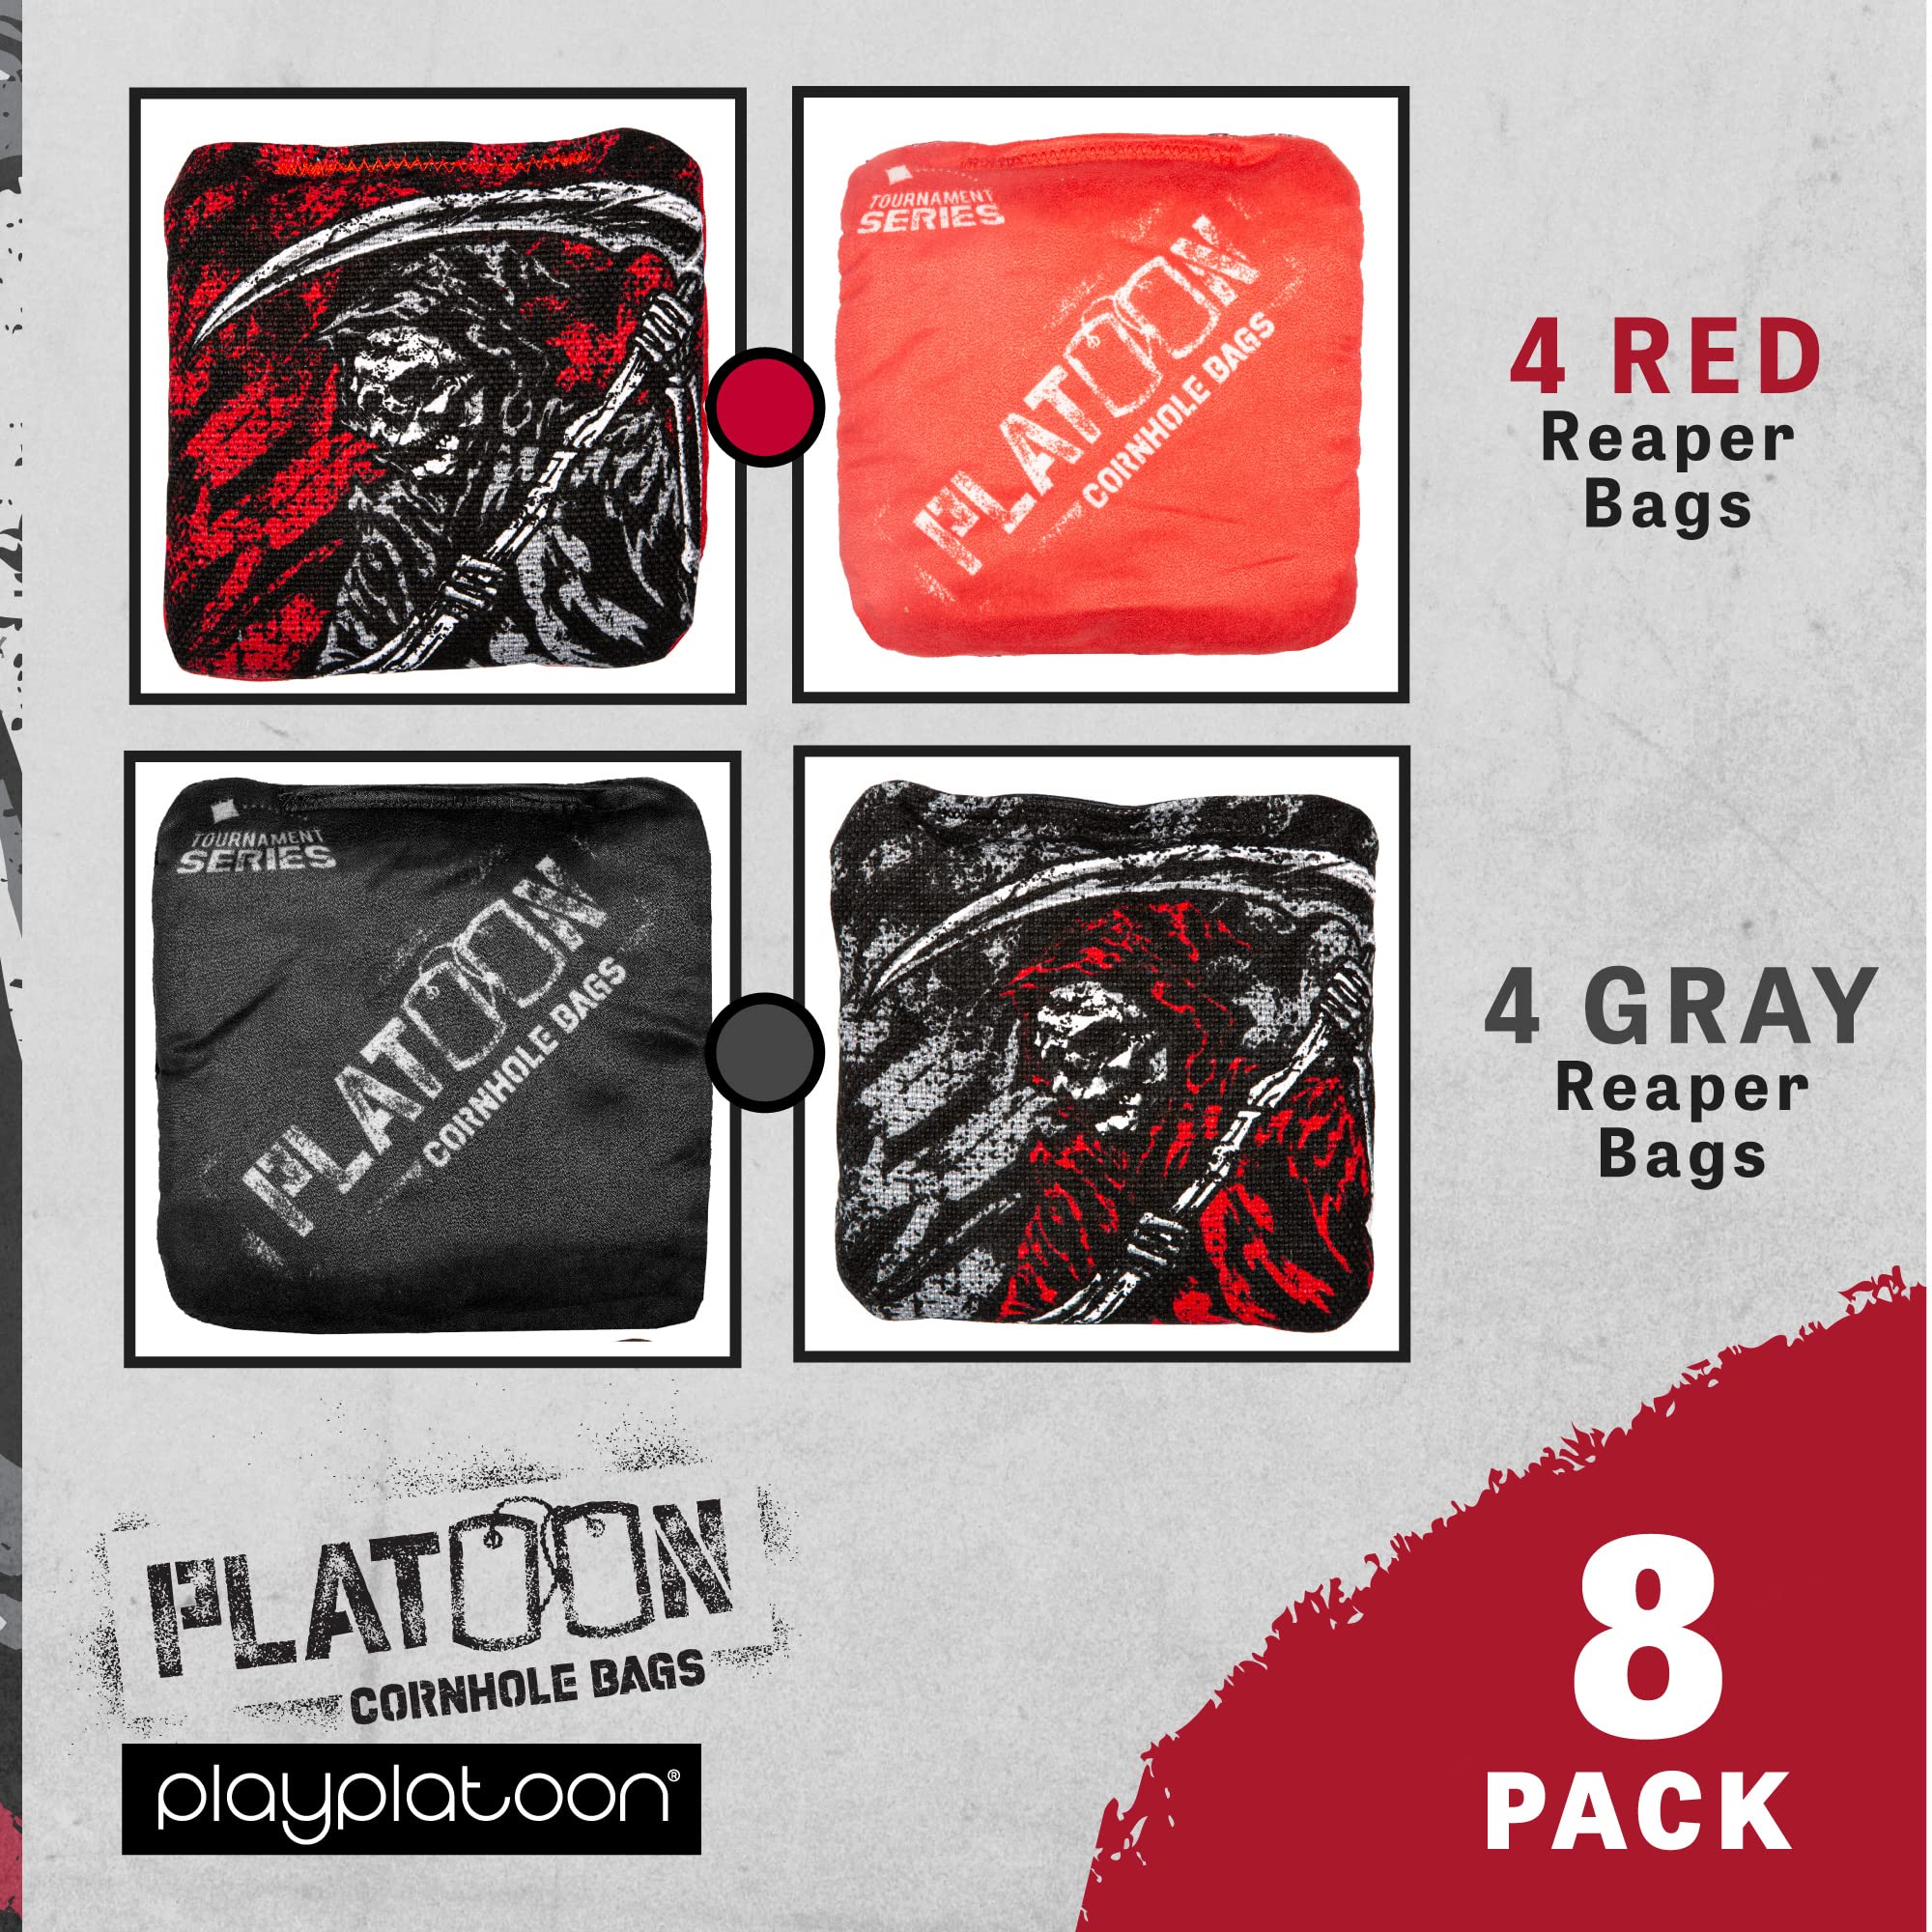 TOURNAMENT
SERIES
PLATOON
CORNHOLE BAGS
4 RED
Reaper
Bags
TOURNAMENT
SERIES
PLATOON
CORNHOLE BAGS
4 GRAY
Reaper
Bags
PLATOON
CORNHOLE BAGS
playplatoon®
8
PACK